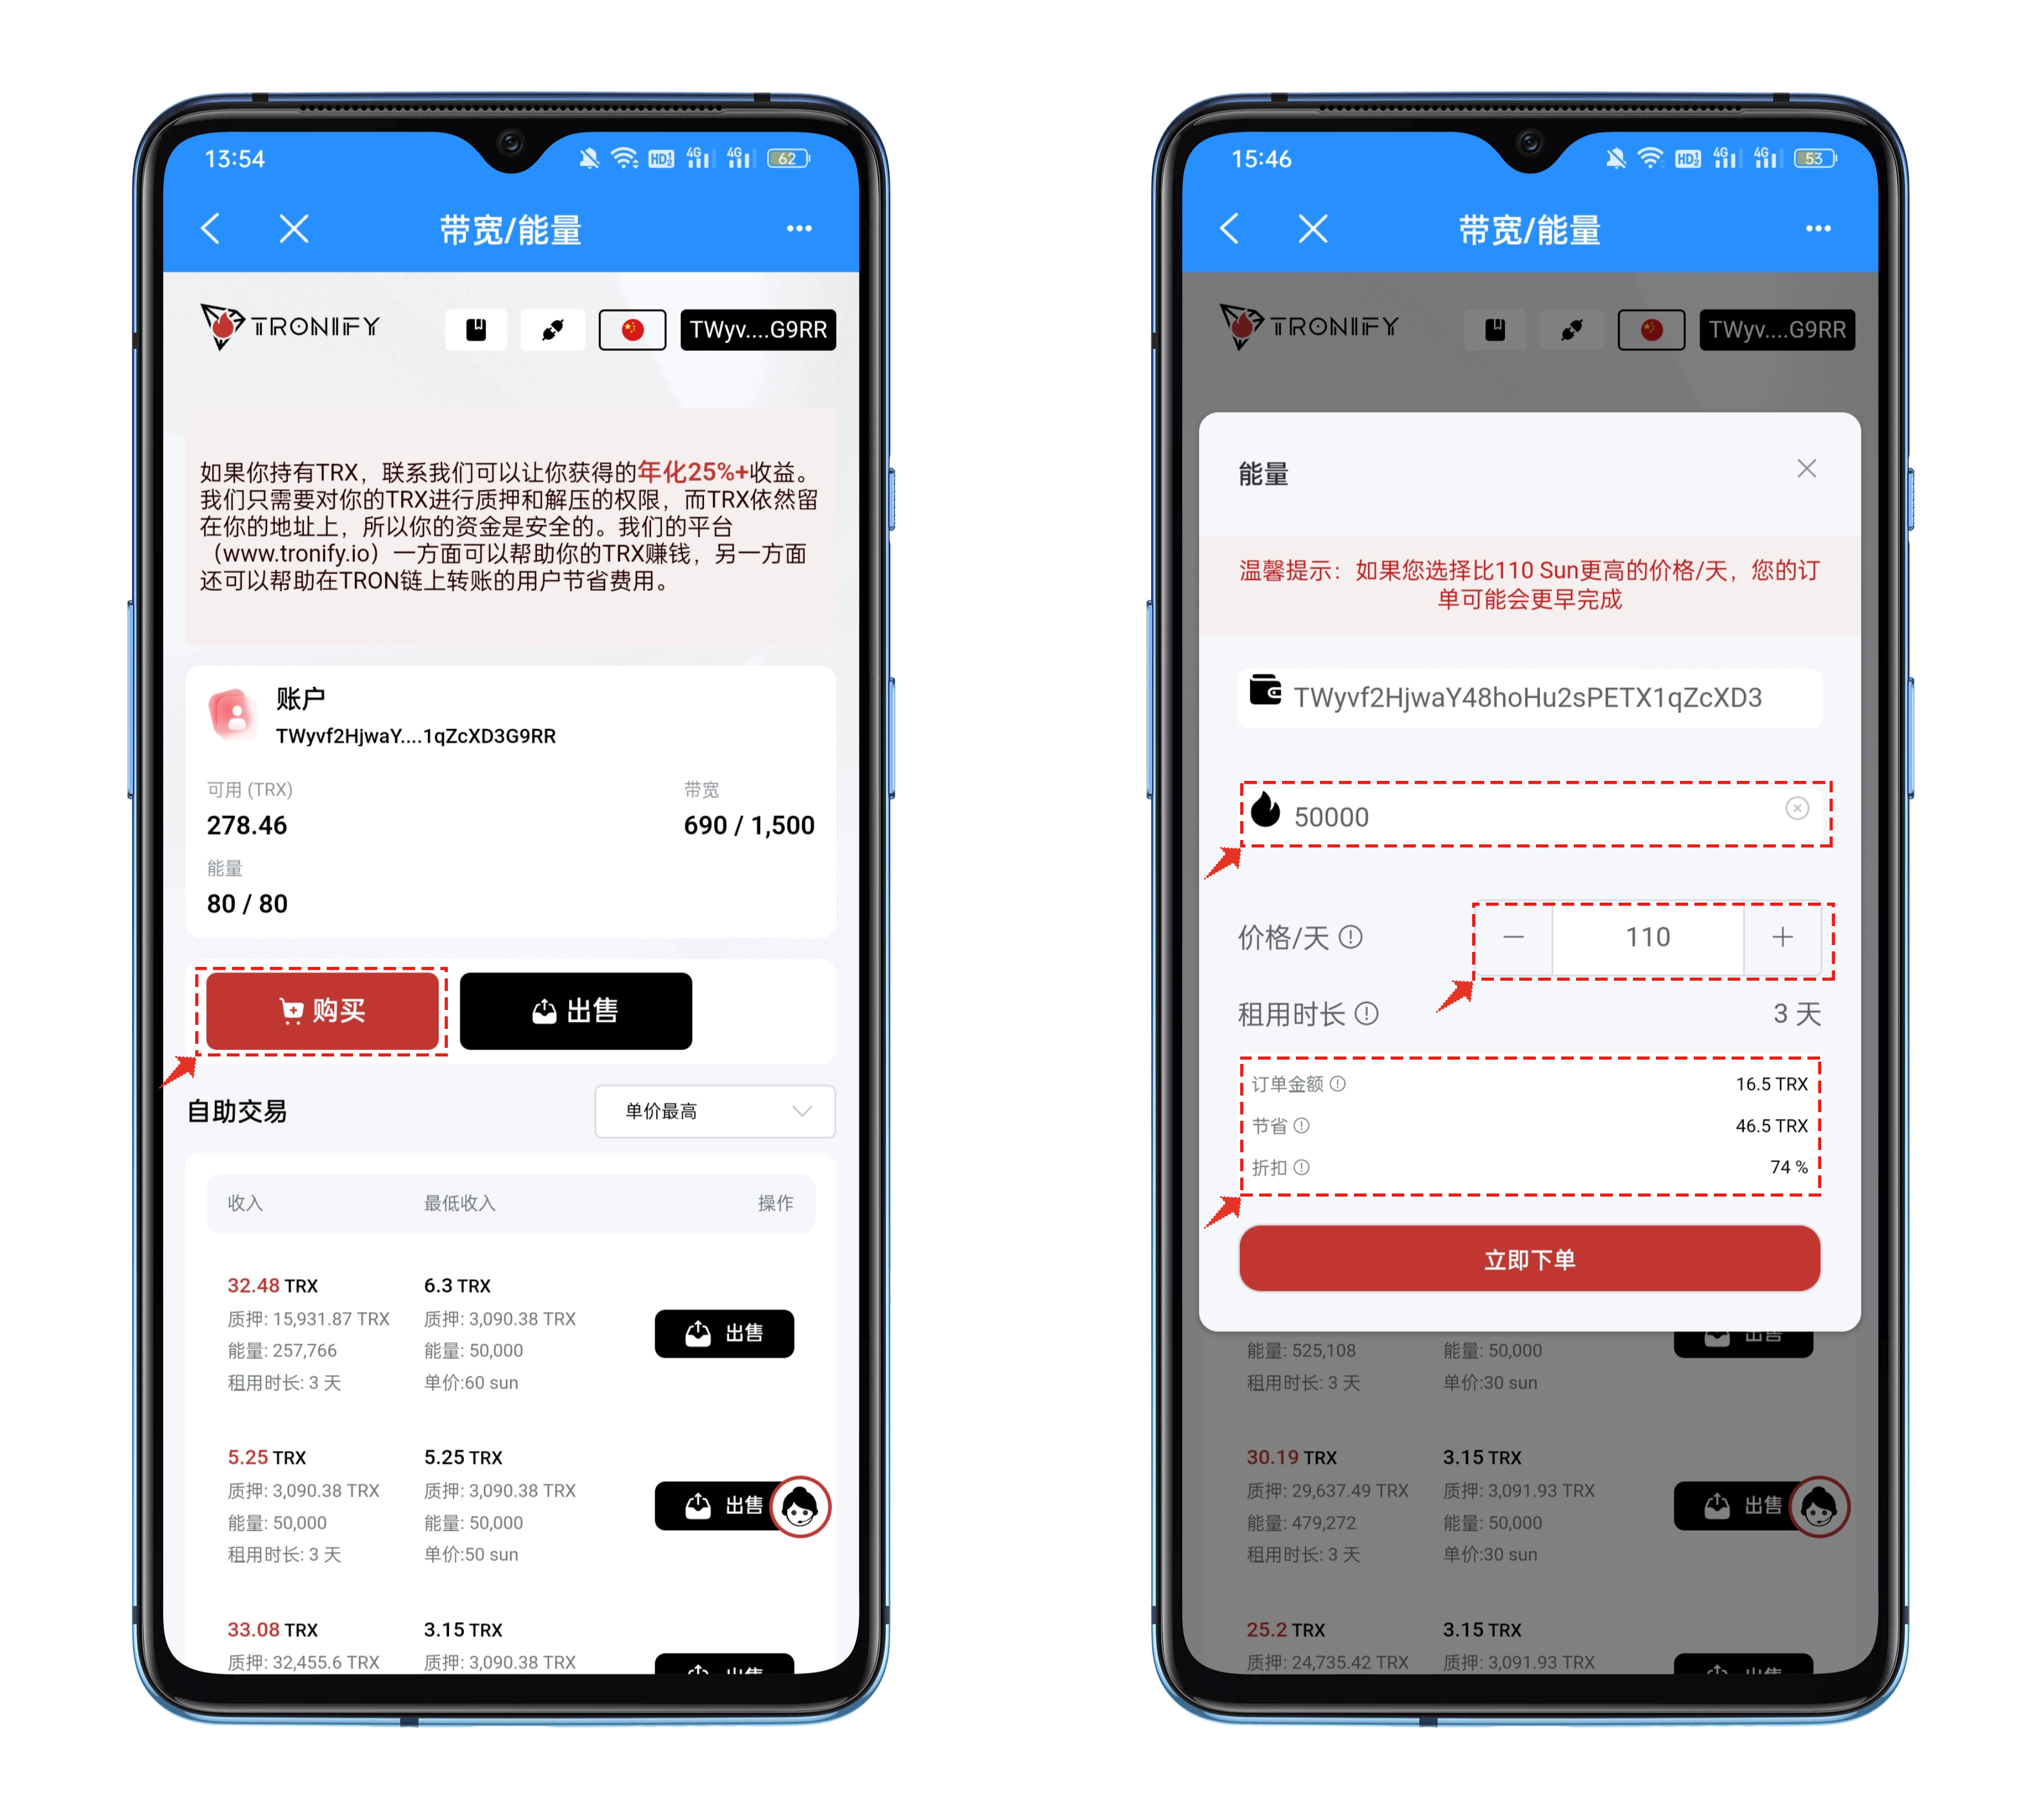 13:54
HD
4G
4G
62
带宽/能量
TRONIFY
TWyv....G9RR
如果你持有TRX，联系我们可以让你获得的年化25%+收益。
我们只需要对你的TRX进行质押和解压的权限，而TRX依然留
在你的地址上，所以你的资金是安全的。我们的平台
（www.tronify.io）一方面可以帮助你的TRX赚钱，另一方面
还可以帮助在TRON链上转账的用户节省费用。
账户
TWyvf2HjwaY....1qZcXD3G9RR
可用 (TRX)
带宽
278.46
690 / 1,500
能量
80 / 80
购买
出售
自助交易
单价最高
收入
最低收入
操作
32.48 TRX
6.3 TRX
质押: 15,931.87 TRX
质押: 3,090.38 TRX
出售
能量: 257,766
能量: 50,000
租用时长: 3 天
单价:60 sun
5.25 TRX
5.25 TRX
质押: 3,090.38 TRX
质押: 3,090.38 TRX
出售
能量: 50,000
能量: 50,000
租用时长: 3 天
单价:50 sun
33.08 TRX
3.15 TRX
质押: 32,455.6 TRX
质押: 3,090.38 TRX
出售
15:46
HD
4G
4G
53
带宽/能量
TRONIFY
TWyv....G9RR
能量
温馨提示：如果您选择比110 Sun更高的价格/天，您的订
单可能会更早完成
TWyvf2HjwaY48hoHu2sPETX1qZcXD3
50000
价格/天
110
租用时长
3 天
订单金额
16.5 TRX
节省
46.5 TRX
折扣
74 %
立即下单
出售
能量: 525,108
能量: 50,000
租用时长: 3 天
单价:30 sun
30.19 TRX
3.15 TRX
质押: 29,637.49 TRX
质押: 3,091.93 TRX
出售
能量: 479,272
能量: 50,000
租用时长: 3 天
单价:30 sun
25.2 TRX
3.15 TRX
质押: 24,735.42 TRX
质押: 3,091.93 TRX
出售